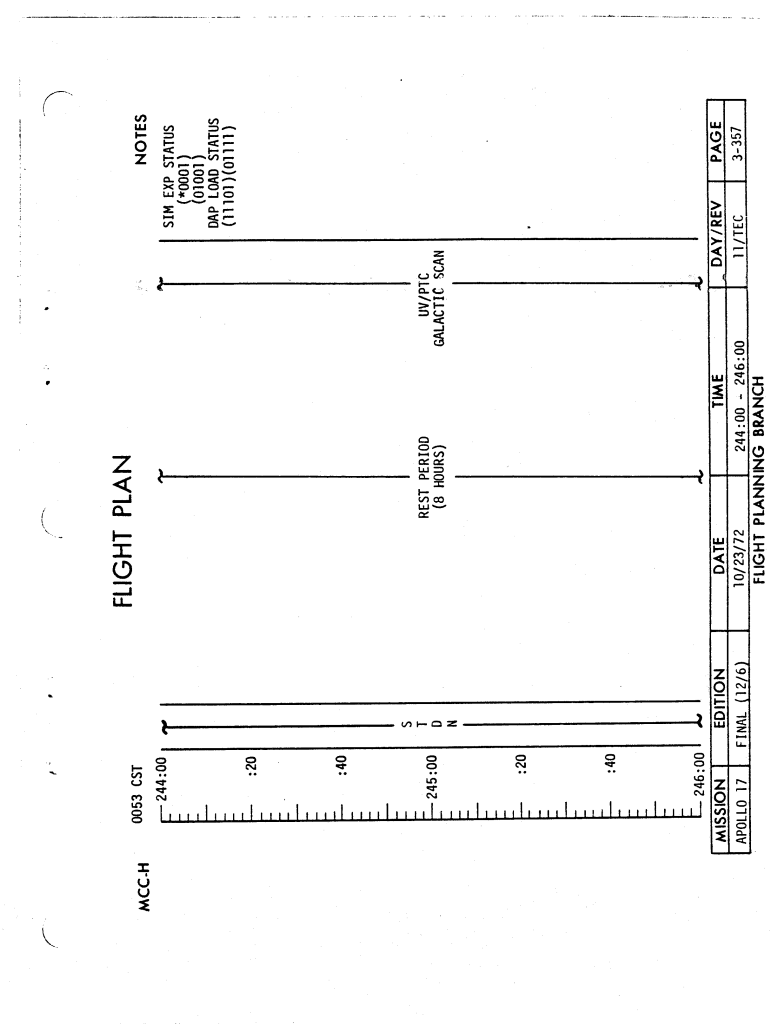 FLIGHT PLAN
MCC-H
0053 CST
NOTES
244:00
:20
:40
245:00
:20
:40
246:00
S
T
D
N
REST PERIOD
(8 HOURS)
UV/PTC
GALACTIC SCAN
SIM EXP STATUS
(*0001)
(01001)
DAP LOAD STATUS
(11101)(01111)
MISSION EDITION DATE TIME DAY/REV PAGE
APOLLO 17 FINAL (12/6) 10/23/72 244:00 - 246:00 11/TEC 3-357
FLIGHT PLANNING BRANCH